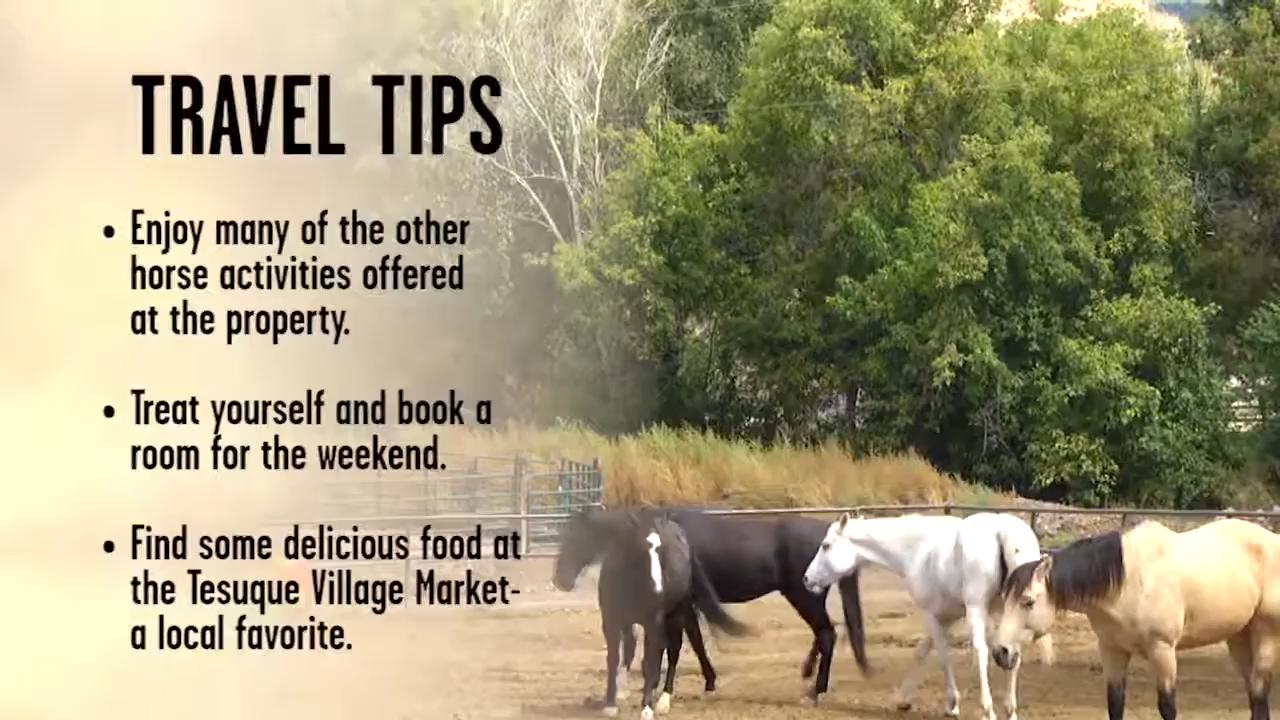 TRAVEL TIPS
• Enjoy many of the other
horse activities offered
at the property.
• Treat yourself and book a
room for the weekend.
• Find some delicious food at
the Tesuque Village Market-
a local favorite.